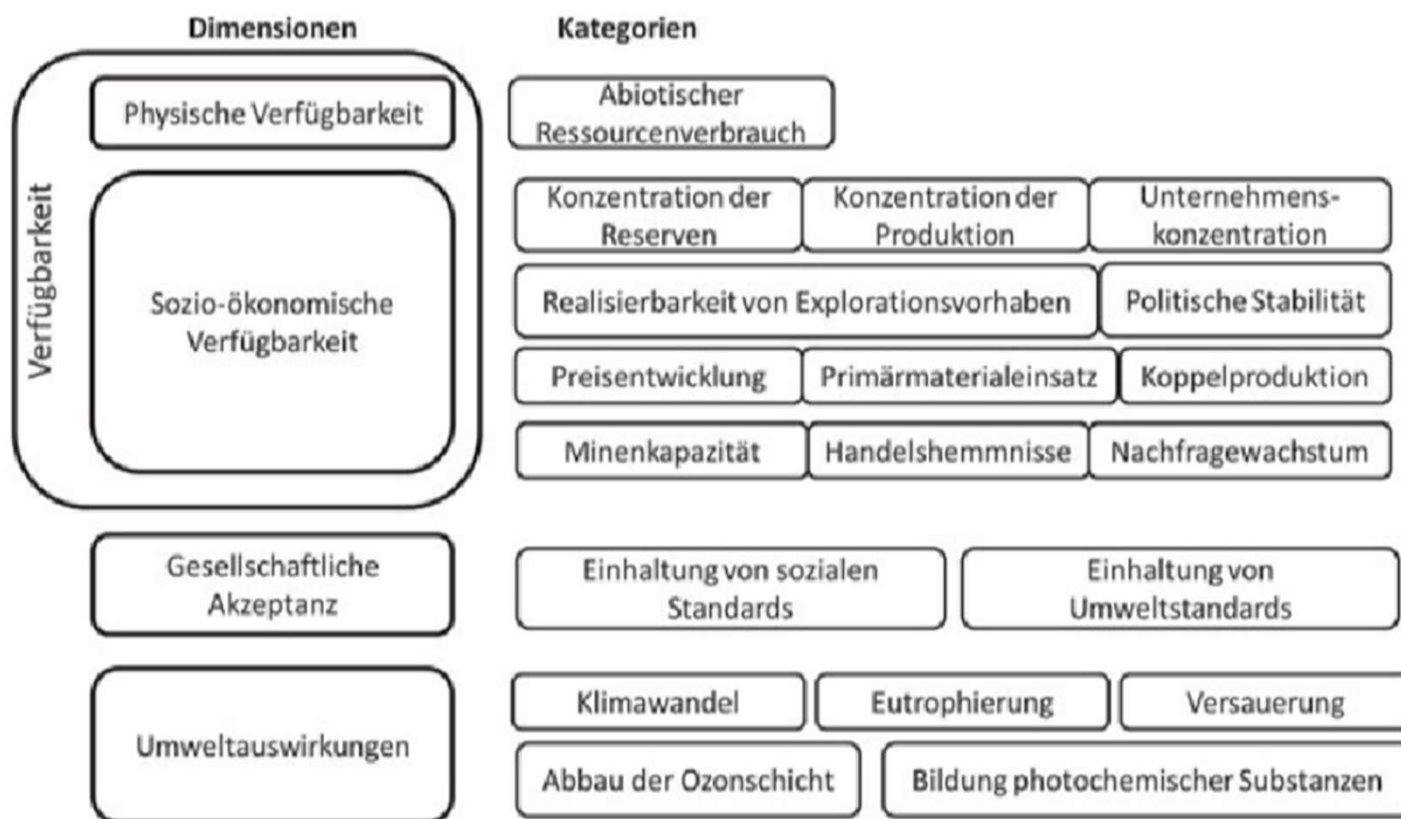 Dimensionen
Kategorien
Verfügbarkeit
Physische Verfügbarkeit
Abiotischer
Ressourcenverbrauch
Sozio-ökonomische
Verfügbarkeit
Konzentration der
Reserven
Konzentration der
Produktion
Unternehmens-
konzentration
Realisierbarkeit von Explorationsvorhaben
Politische Stabilität
Preisentwicklung
Primärmaterialeinsatz
Koppelproduktion
Minenkapazität
Handelshemmnisse
Nachfragewachstum
Gesellschaftliche
Akzeptanz
Einhaltung von sozialen
Standards
Einhaltung von
Umweltstandards
Umweltauswirkungen
Klimawandel
Eutrophierung
Versauerung
Abbau der Ozonschicht
Bildung photochemischer Substanzen